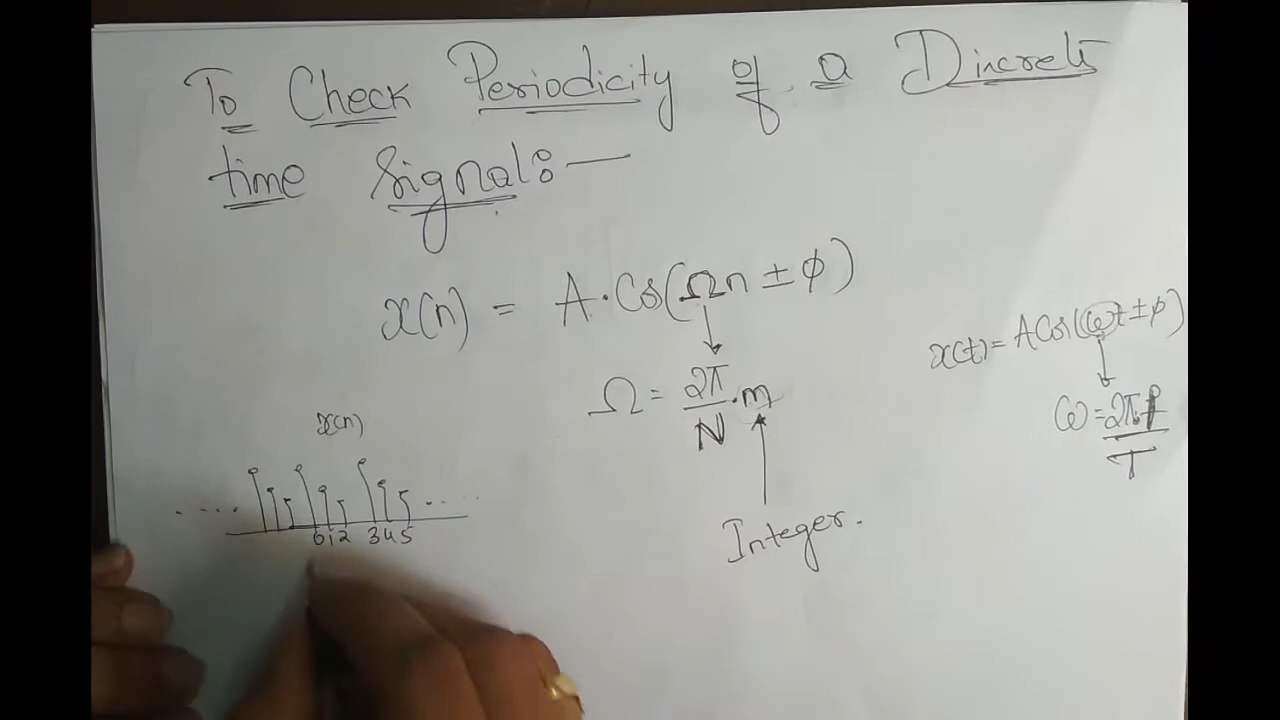 To Check Periodicity of a Discrete
time Signal:—
x(n) = A·Cos(Ωn ± φ)
x(t) = A Cos(ωt ± φ)
Ω = 2π/N · m
ω = 2π/T
x(n)
.... ....
0 1 2 3 4 5
Integer.